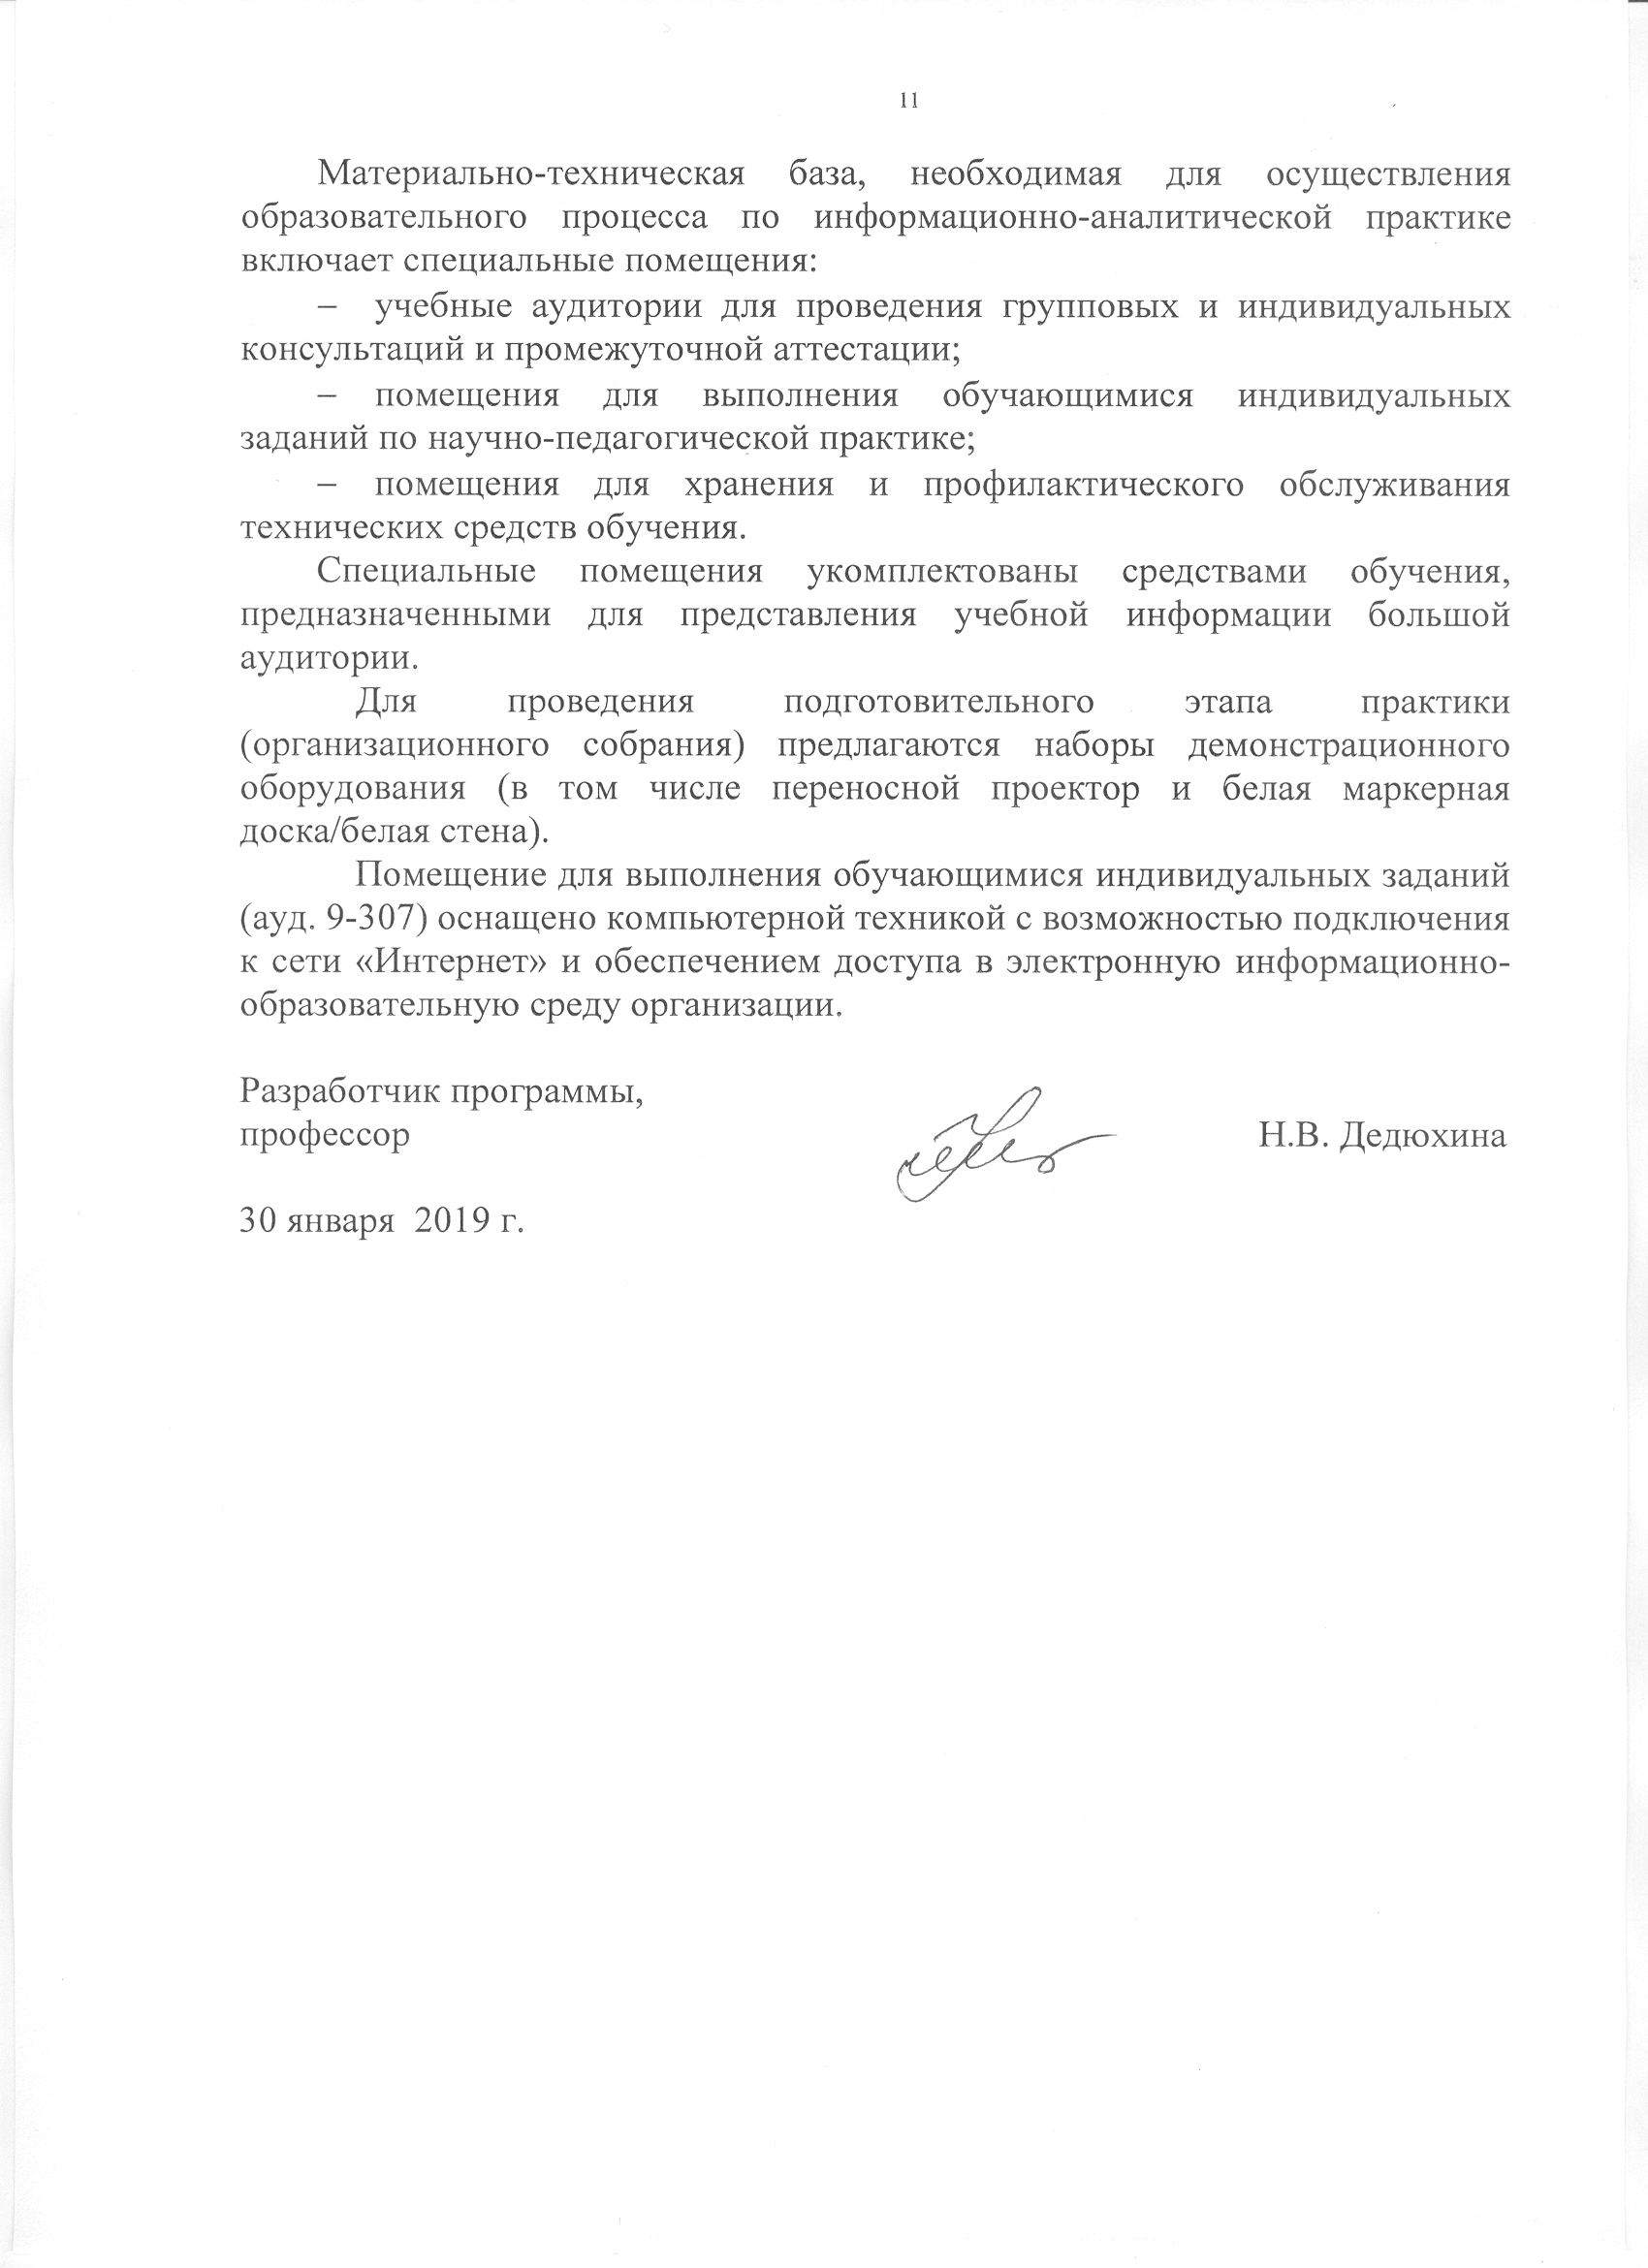 11
Материально-техническая база, необходимая для осуществления
образовательного процесса по информационно-аналитической практике
включает специальные помещения:
– учебные аудитории для проведения групповых и индивидуальных
консультаций и промежуточной аттестации;
– помещения для выполнения обучающимися индивидуальных
заданий по научно-педагогической практике;
– помещения для хранения и профилактического обслуживания
технических средств обучения.
Специальные помещения укомплектованы средствами обучения,
предназначенными для представления учебной информации большой
аудитории.
Для проведения подготовительного этапа практики
(организационного собрания) предлагаются наборы демонстрационного
оборудования (в том числе переносной проектор и белая маркерная
доска/белая стена).
Помещение для выполнения обучающимися индивидуальных заданий
(ауд. 9-307) оснащено компьютерной техникой с возможностью подключения
к сети «Интернет» и обеспечением доступа в электронную информационно-
образовательную среду организации.
Разработчик программы,
профессор Н.В. Дедюхина
30 января 2019 г.